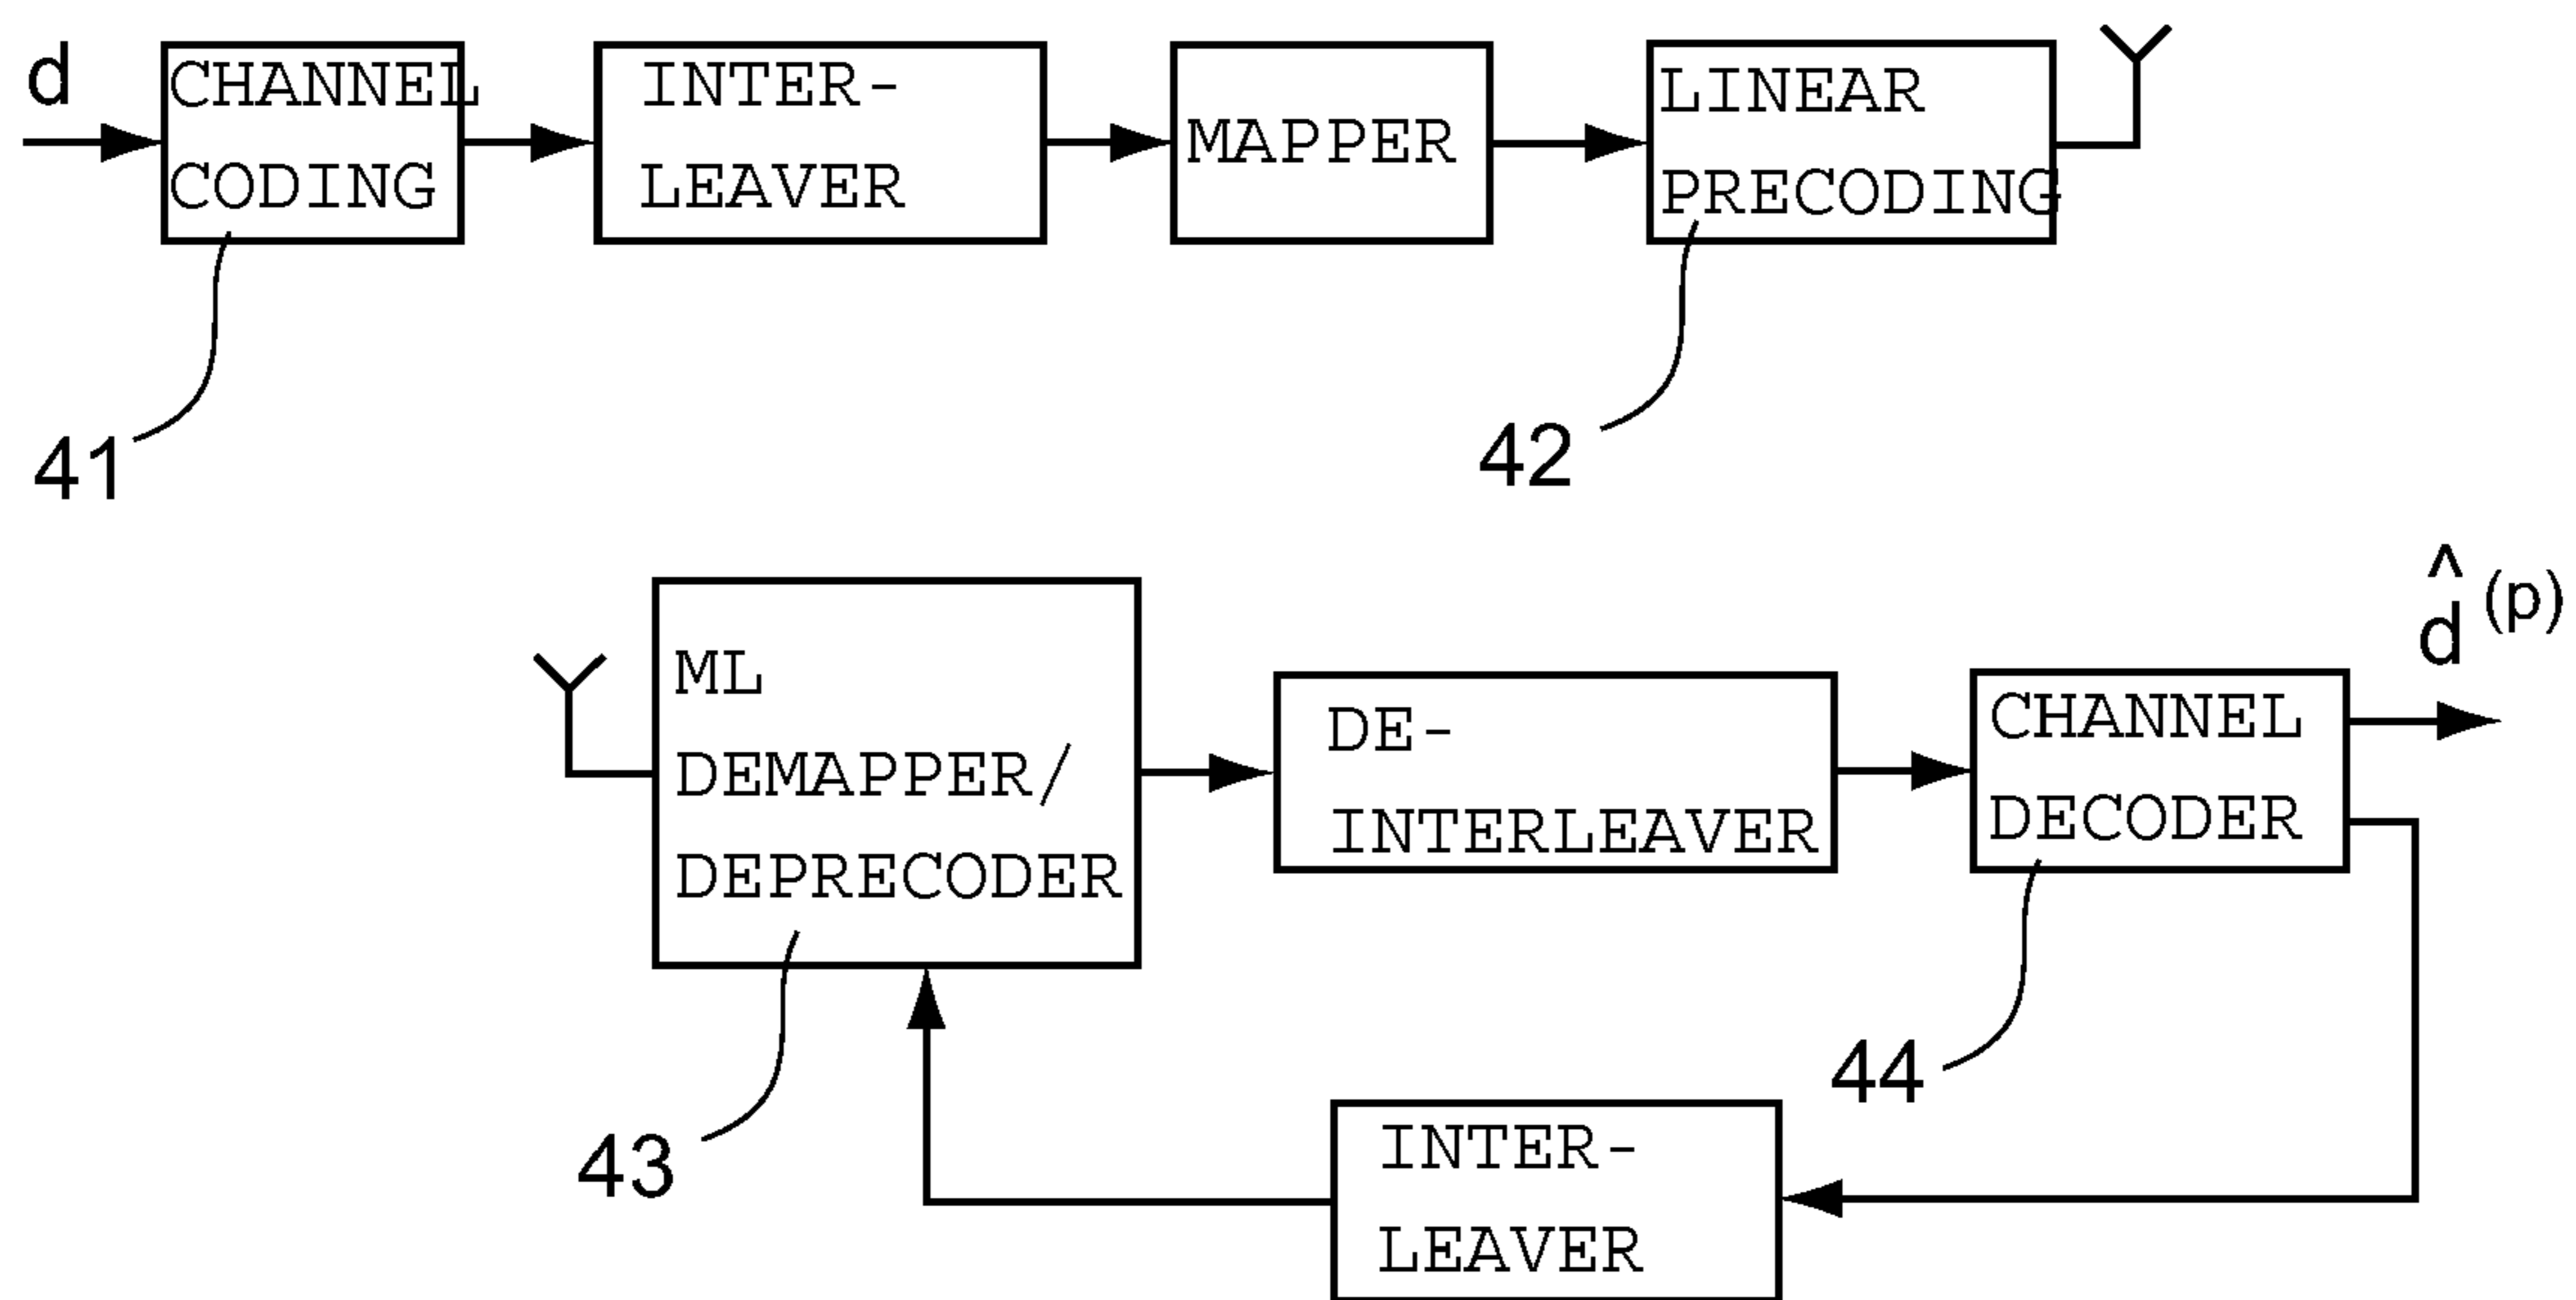 d
CHANNEL
CODING
INTER-
LEAVER
MAPPER
LINEAR
PRECODING
41
42
ML
DEMAPPER/
DEPRECODER
DE-
INTERLEAVER
CHANNEL
DECODER
d̂ (p)
43
44
INTER-
LEAVER